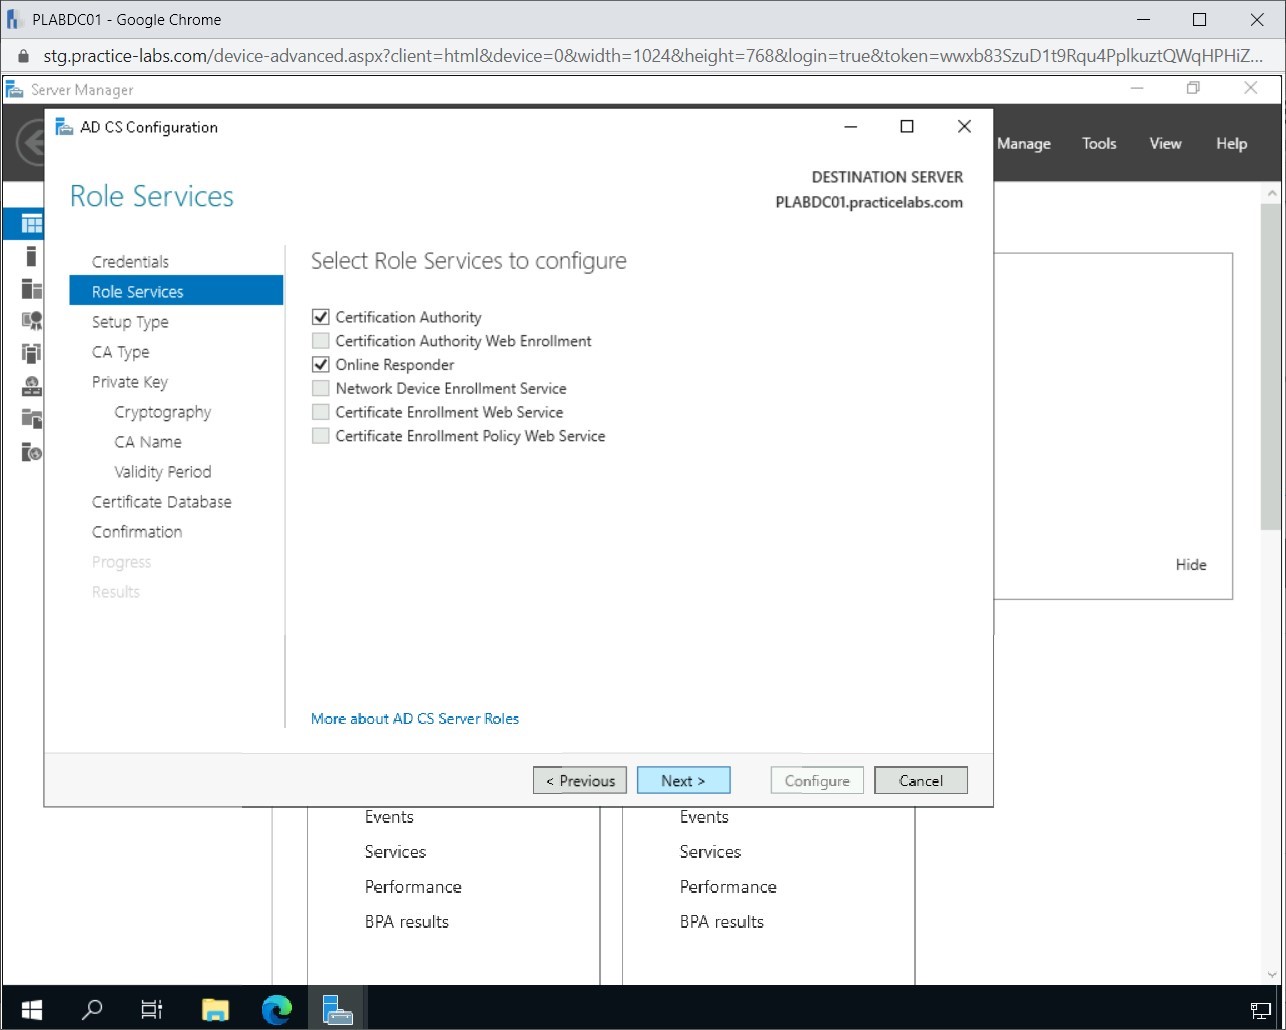 PLABDC01 - Google Chrome
stg.practice-labs.com/device-advanced.aspx?client=html&device=0&width=1024&height=768&login=true&token=wwxb83SzuD1t9Rqu4PplkuztQWqHPHiZ...
Server Manager
Manage Tools View Help
AD CS Configuration
Role Services
DESTINATION SERVER
PLABDC01.practicelabs.com
Credentials
Role Services
Setup Type
CA Type
Private Key
Cryptography
CA Name
Validity Period
Certificate Database
Confirmation
Progress
Results
Select Role Services to configure
Certification Authority
Certification Authority Web Enrollment
Online Responder
Network Device Enrollment Service
Certificate Enrollment Web Service
Certificate Enrollment Policy Web Service
More about AD CS Server Roles
< Previous Next > Configure Cancel
Hide
Events
Services
Performance
BPA results
Events
Services
Performance
BPA results